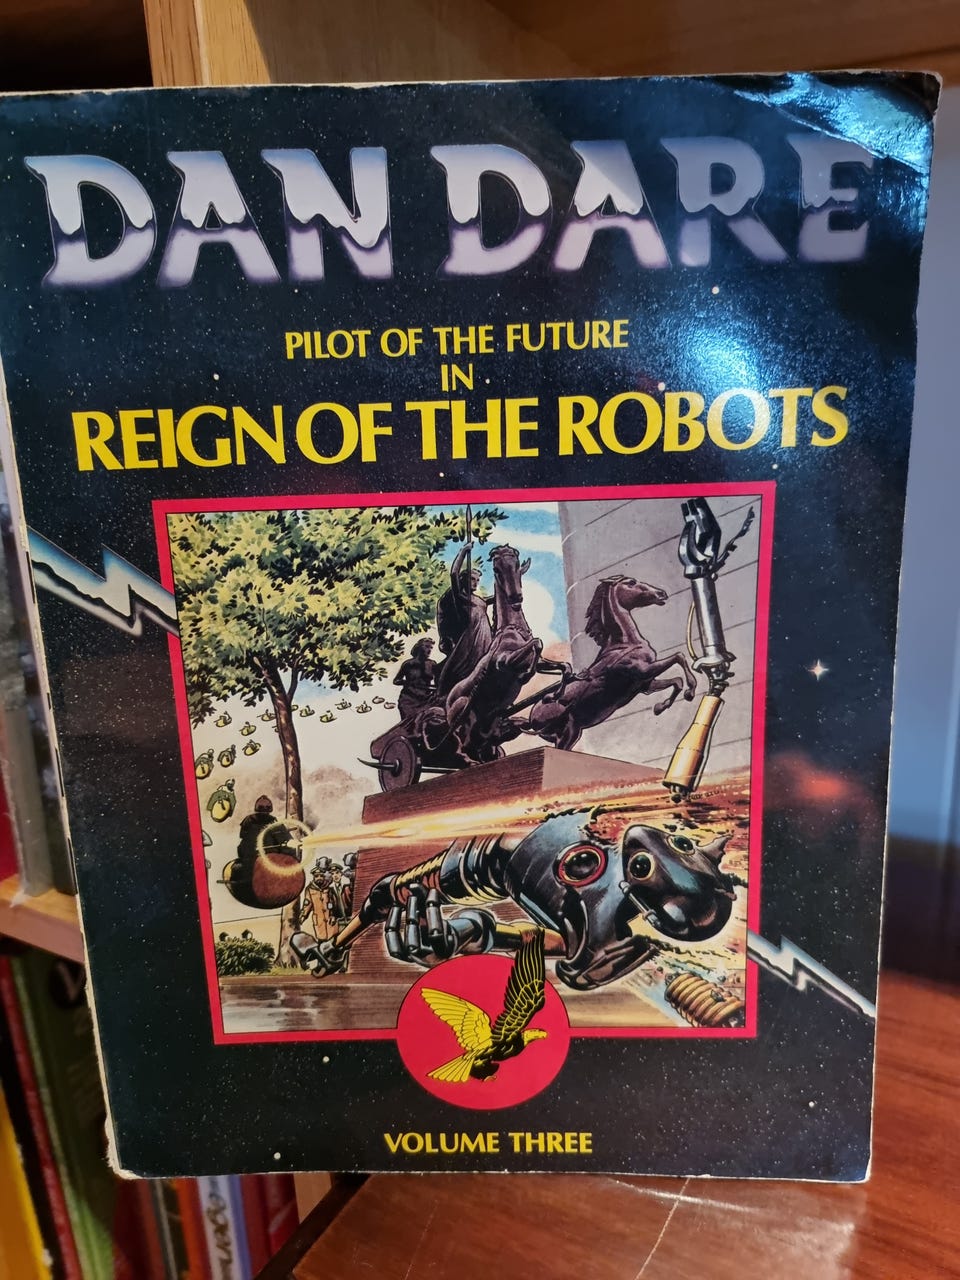 DAN DARE
PILOT OF THE FUTURE
IN
REIGN OF THE ROBOTS
VOLUME THREE